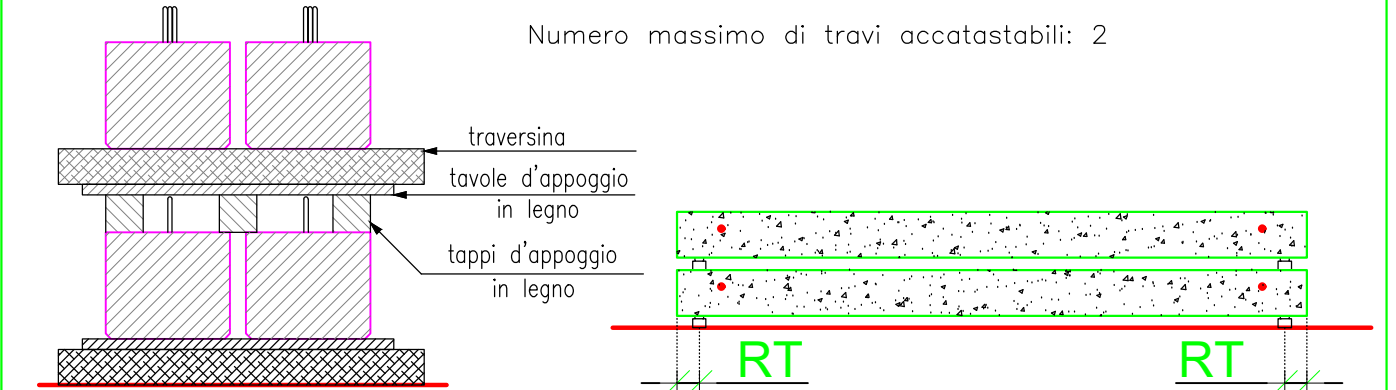 Numero massimo di travi accatastabili: 2
traversina
tavole d'appoggio
in legno
tappi d'appoggio
in legno
RT
RT